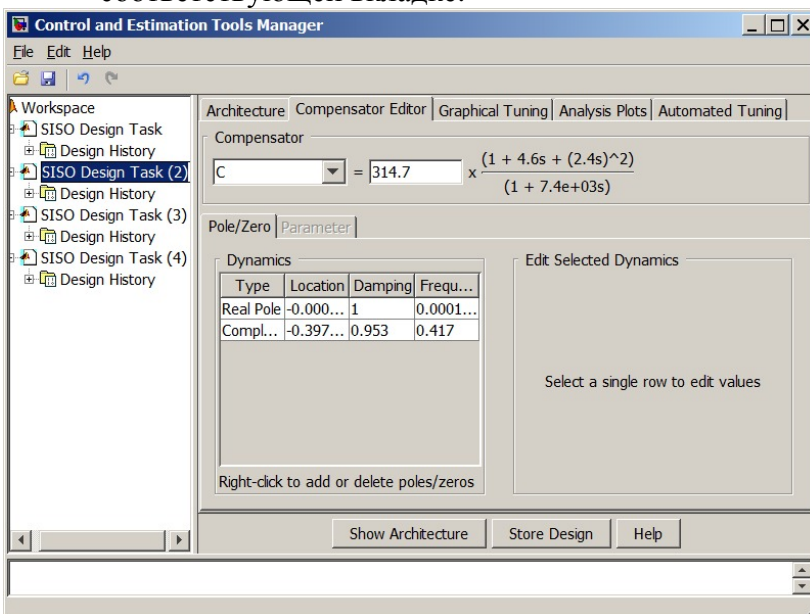 соответствующей вкладке.
Control and Estimation Tools Manager
File Edit Help
Workspace
SISO Design Task
Design History
SISO Design Task (2)
Design History
SISO Design Task (3)
Design History
SISO Design Task (4)
Design History
Architecture Compensator Editor Graphical Tuning Analysis Plots Automated Tuning
Compensator
C = 314.7 x (1 + 4.6s + (2.4s)^2)
(1 + 7.4e+03s)
Pole/Zero Parameter
Dynamics
Type Location Damping Frequ...
Real Pole -0.000... 1 0.0001...
Compl... -0.397... 0.953 0.417
Right-click to add or delete poles/zeros
Edit Selected Dynamics
Select a single row to edit values
Show Architecture Store Design Help